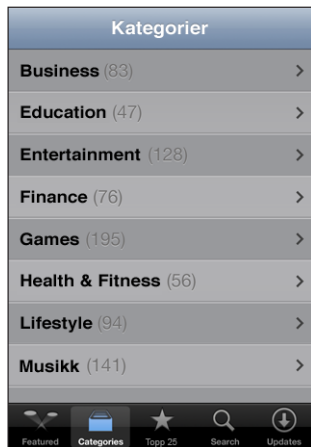 Kategorier
Business (83)
Education (47)
Entertainment (128)
Finance (76)
Games (195)
Health & Fitness (56)
Lifestyle (94)
Musikk (141)
Featured Categories Topp 25 Search Updates